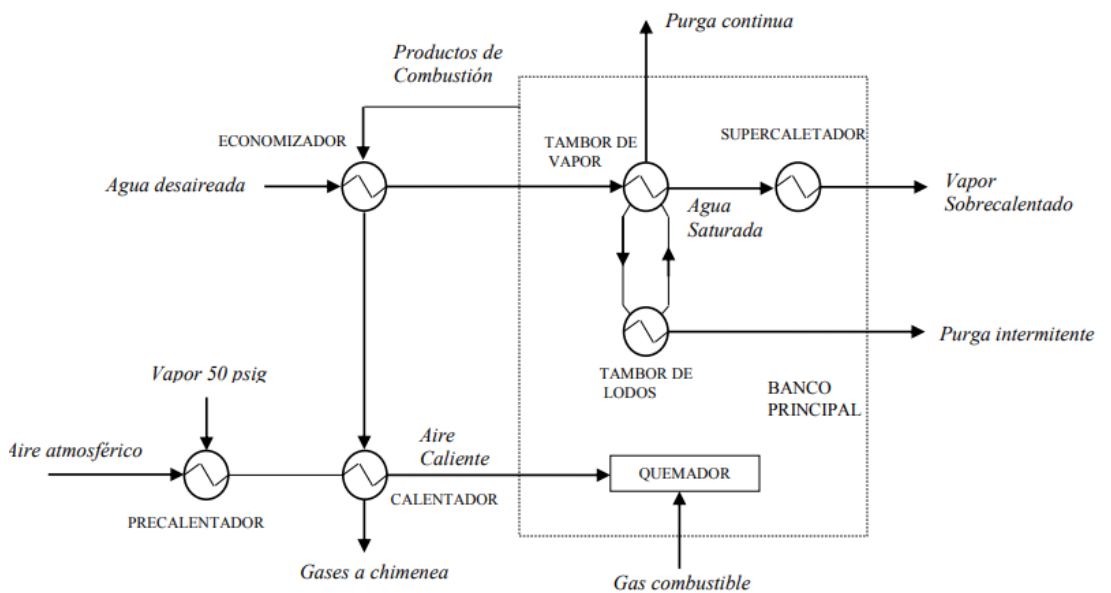 Purga continua
Productos de
Combustión
ECONOMIZADOR
TAMBOR DE
VAPOR
SUPERCALETADOR
Agua desaireada
Agua
Saturada
Vapor
Sobrecalentado
Purga intermitente
TAMBOR DE
LODOS
BANCO
PRINCIPAL
Vapor 50 psig
Aire atmosférico
Aire
Caliente
QUEMADOR
PRECALENTADOR
CALENTADOR
Gases a chimenea
Gas combustible